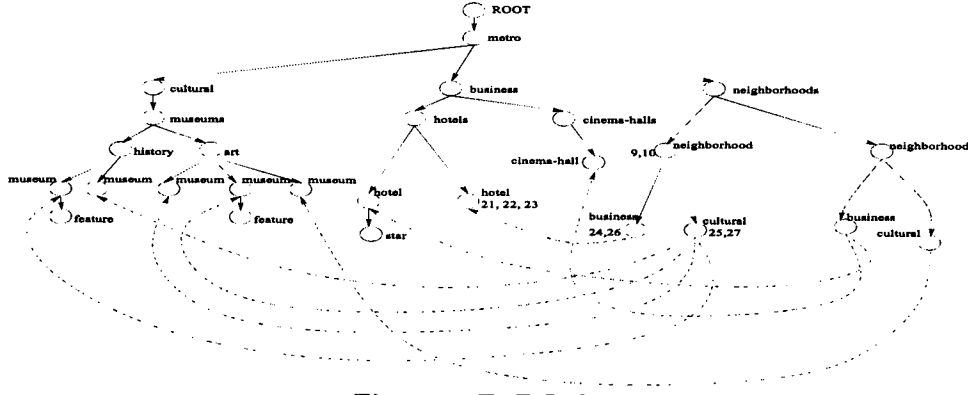 ROOT
metro
cultural
business
neighborhoods
museums
hotels
cinema-halls
history
art
cinema-hall
9,10
neighborhood
neighborhood
museum
museum
museum
museum
museum
hotel
hotel
21, 22, 23
feature
feature
star
business
24,26
cultural
25,27
business
cultural